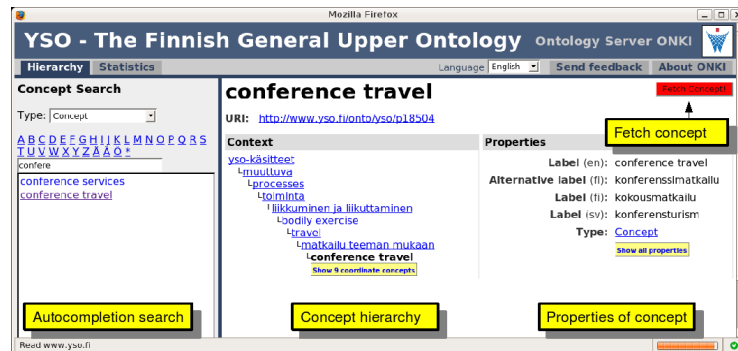 Mozilla Firefox
YSO - The Finnish General Upper Ontology Ontology Server ONKI
Hierarchy Statistics Language English Send feedback About ONKI
Concept Search
Type: Concept
A B C D E F G H I J K L M N O P Q R S
T U V W X Y Z Å Ä Ö *
confere
conference services
conference travel
Autocompletion search
conference travel
Fetch Concept!
URI: http://www.yso.fi/onto/yso/p18504
Fetch concept
Context
yso-käsitteet
muuttuva
processes
toiminta
liikkuminen ja liikuttaminen
bodily exercise
travel
matkailu teeman mukaan
conference travel
Show 9 coordinate concepts
Concept hierarchy
Properties
Label (en): conference travel
Alternative label (fi): konferenssimatkailu
Label (fi): kokousmatkailu
Label (sv): konferensturism
Type: Concept
Show all properties
Properties of concept
Read www.yso.fi